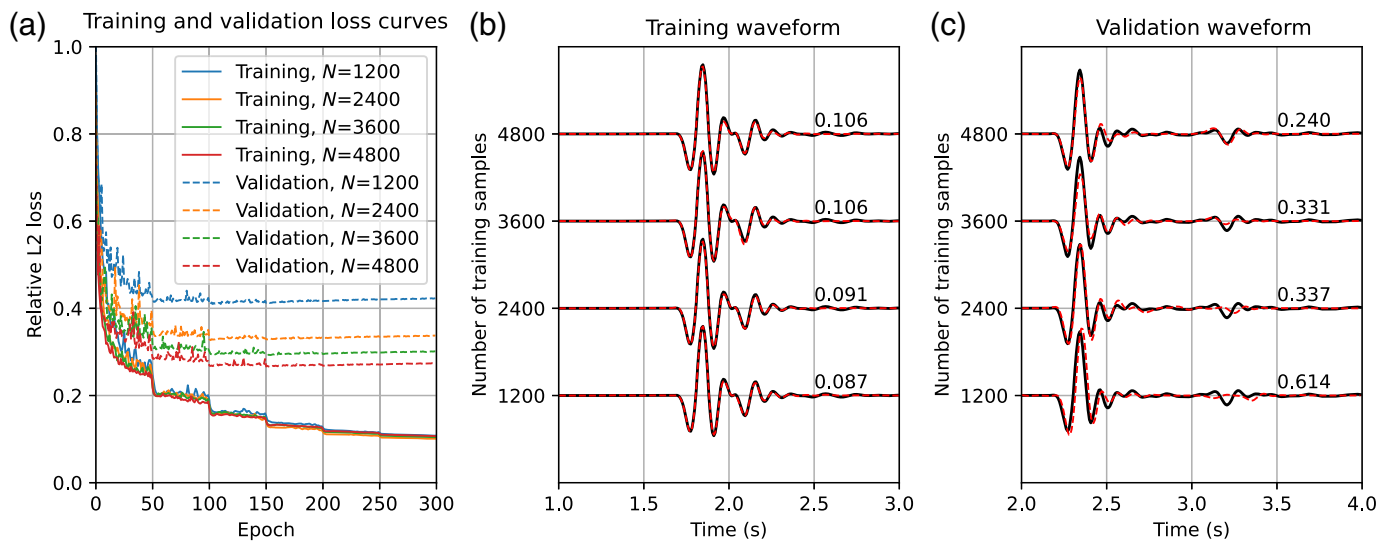 (a) Training and validation loss curves
Relative L2 loss
1.0
0.8
0.6
0.4
0.2
0.0
Training, N=1200
Training, N=2400
Training, N=3600
Training, N=4800
Validation, N=1200
Validation, N=2400
Validation, N=3600
Validation, N=4800
0 50 100 150 200 250 300
Epoch
(b) Training waveform
Number of training samples
4800
3600
2400
1200
0.106
0.106
0.091
0.087
1.0 1.5 2.0 2.5 3.0
Time (s)
(c) Validation waveform
Number of training samples
4800
3600
2400
1200
0.240
0.331
0.337
0.614
2.0 2.5 3.0 3.5 4.0
Time (s)